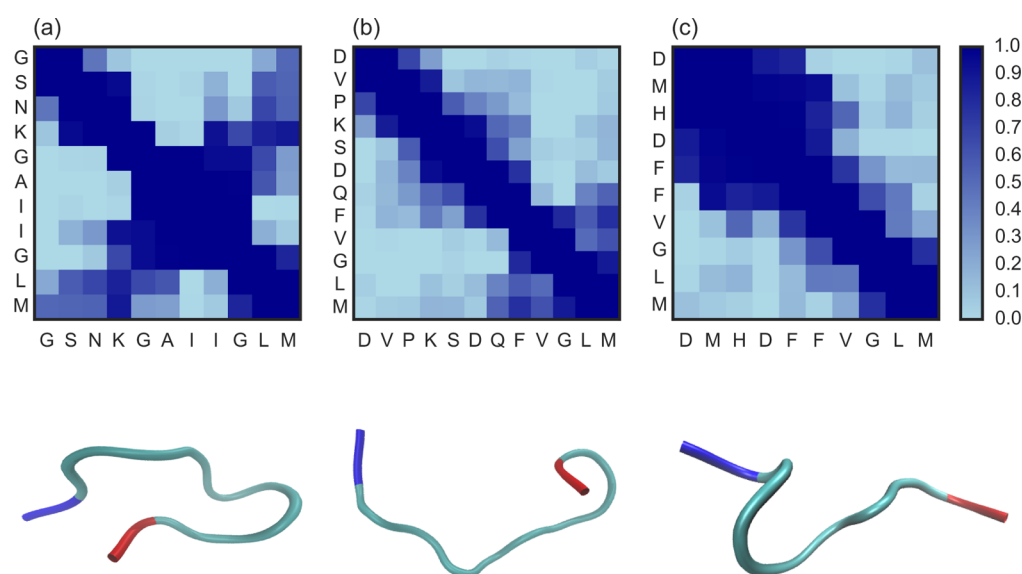 (a)
G
S
N
K
G
A
I
I
G
L
M
G S N K G A I I G L M
(b)
D
V
P
K
S
D
Q
F
V
G
L
M
D V P K S D Q F V G L M
(c)
D
M
H
D
F
F
V
G
L
M
D M H D F F V G L M
1.0
0.9
0.8
0.7
0.6
0.5
0.4
0.3
0.2
0.1
0.0